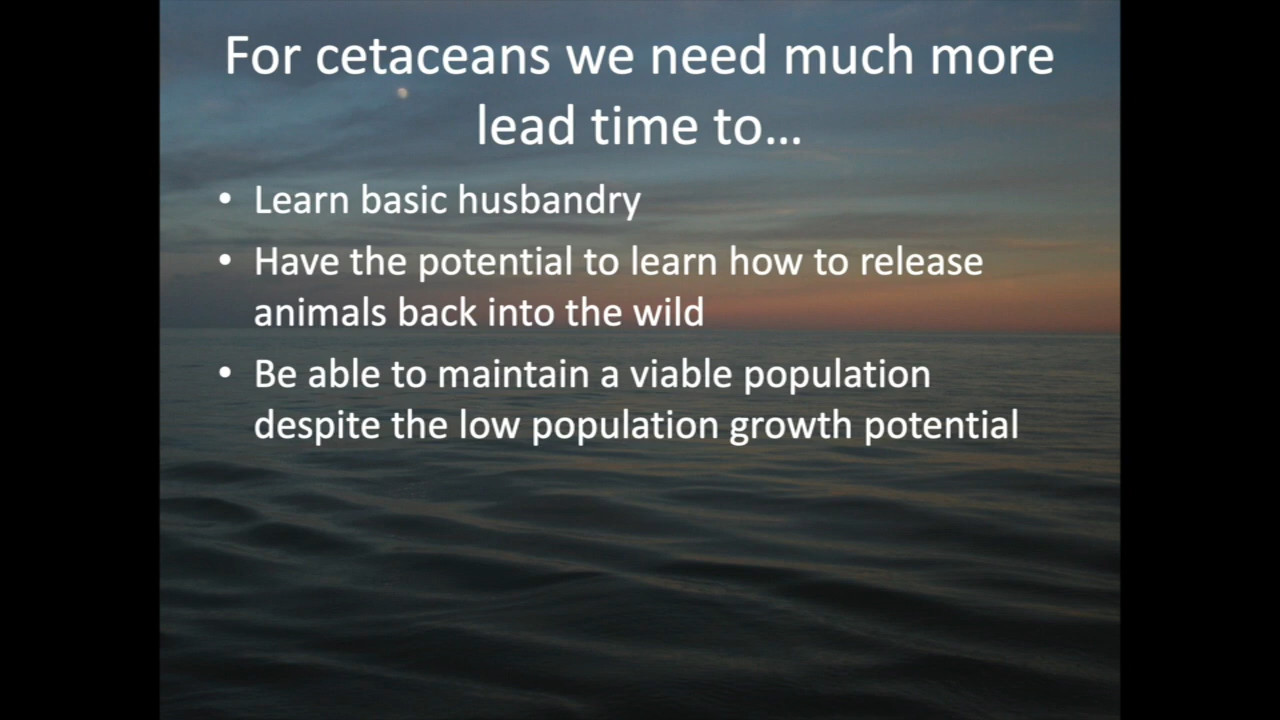 For cetaceans we need much more
lead time to…
• Learn basic husbandry
• Have the potential to learn how to release
animals back into the wild
• Be able to maintain a viable population
despite the low population growth potential